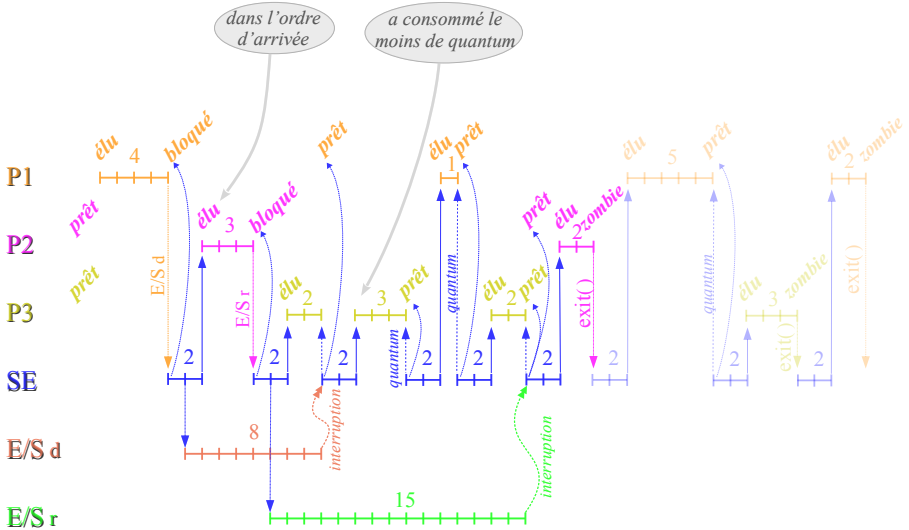 dans l'ordre
d'arrivée
a consommé le
moins de quantum
élu
4
bloqué
prêt
élu
prêt
1
élu
5
prêt
élu
2
zombie
P1
prêt
élu
3
bloqué
prêt
élu
2
zombie
P2
E/S d
quantum
quantum
exit()
prêt
E/S r
élu
2
3
prêt
élu
2
prêt
exit()
3
zombie
exit()
P3
quantum
SE
2
2
2
2
2
2
2
2
2
E/S d
8
interruption
interruption
E/S r
15